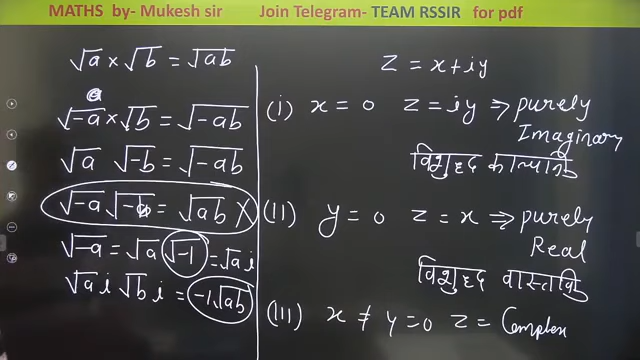 MATHS by- Mukesh sir Join Telegram- TEAM RSSIR for pdf
√a × √b = √ab
√-a × √b = √-ab
√a √-b = √-ab
√-a √-b = √ab ×
√-a = √a √-1 = √a i
√a i √b i = -1√ab
z = x + iy
(i) x = 0 z = iy ⇒ purely
Imaginary
विशुद्ध काल्पनिक
(II) y = 0 z = x ⇒ purely
Real
विशुद्ध वास्तविक
(III) x ≠ y = 0 z = Complex